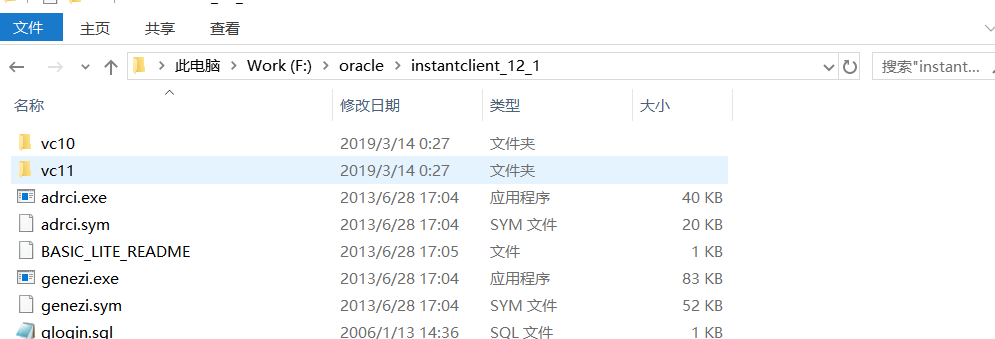 文件 主页 共享 查看
此电脑 Work (F:) oracle instantclient_12_1 搜索"instant...
名称 修改日期 类型 大小
vc10 2019/3/14 0:27 文件夹
vc11 2019/3/14 0:27 文件夹
adrci.exe 2013/6/28 17:04 应用程序 40 KB
adrci.sym 2013/6/28 17:04 SYM 文件 20 KB
BASIC_LITE_README 2013/6/28 17:05 文件 1 KB
genezi.exe 2013/6/28 17:04 应用程序 83 KB
genezi.sym 2013/6/28 17:04 SYM 文件 52 KB
glogin.sql 2006/1/13 14:36 SQL 文件 1 KB